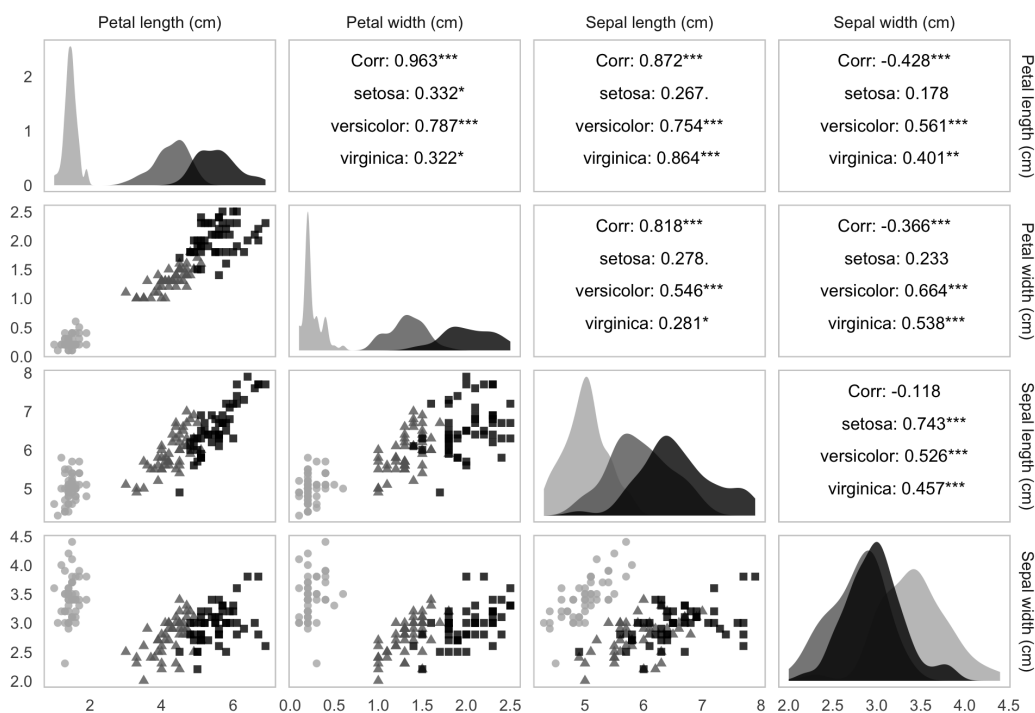 Petal length (cm)
Petal width (cm)
Sepal length (cm)
Sepal width (cm)
2
1
0
Corr: 0.963***
setosa: 0.332*
versicolor: 0.787***
virginica: 0.322*
Corr: 0.872***
setosa: 0.267.
versicolor: 0.754***
virginica: 0.864***
Corr: -0.428***
setosa: 0.178
versicolor: 0.561***
virginica: 0.401**
Petal length (cm)
2.5
2.0
1.5
1.0
0.5
0.0
Corr: 0.818***
setosa: 0.278.
versicolor: 0.546***
virginica: 0.281*
Corr: -0.366***
setosa: 0.233
versicolor: 0.664***
virginica: 0.538***
Petal width (cm)
8
7
6
5
Corr: -0.118
setosa: 0.743***
versicolor: 0.526***
virginica: 0.457***
Sepal length (cm)
4.5
4.0
3.5
3.0
2.5
2.0
Sepal width (cm)
2 4 6
0.0 0.5 1.0 1.5 2.0 2.5
5 6 7 8
2.0 2.5 3.0 3.5 4.0 4.5